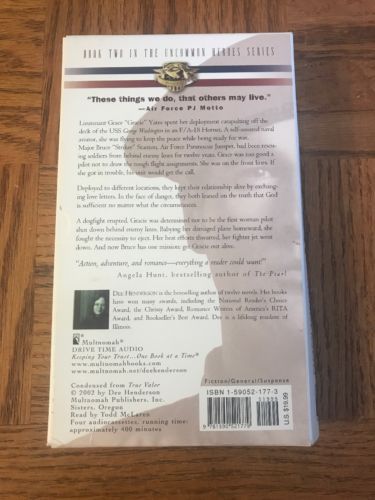 BOOK TWO IN THE UNCOMMON HEROES SERIES
"These things we do, that others may live."
—Air Force PJ Motto
Lieutenant Grace "Gracie" Yates spent her deployment catapulting off the
deck of the USS George Washington in an F/A-18 Hornet. A self-assured naval
aviator, she was flying to keep the peace while being ready for war.
Major Bruce "Striker" Stanton, Air Force Pararescue Jumper, had been rescu-
ing soldiers from behind enemy lines for twelve years. Grace was too good a
pilot not to draw the tough flight assignments. She was on the front lines. If
she got in trouble, his unit would get the call.
Deployed to different locations, they kept their relationship alive by exchang-
ing love letters. In the face of danger, they both leaned on the truth that God
is sufficient no matter what the circumstances.
A dogfight erupted. Gracie was determined not to be the first woman pilot
shot down behind enemy lines. Babying her damaged plane homeward, she
fought the necessity to eject. Her best efforts thwarted, her fighter jet went
down. And now Bruce has one mission: get Gracie out alive.
"Action, adventure, and romance—everything a reader could want!"
Angela Hunt, bestselling author of The Pearl
DEE HENDERSON is the bestselling author of twelve novels. Her books
have won many awards, including the National Reader's Choice
Award, the Christy Award, Romance Writers of America's RITA
Award, and Bookseller's Best Award. Dee is a lifelong resident of
Illinois.
Multnomah®
DRIVE TIME AUDIO
Keeping Your Trust...One Book at a Time®
www.multnomahbooks.com
www.multnomah.net/deehenderson
Condensed from True Valor
© 2002 by Dee Henderson
Multnomah Publishers, Inc.
Sisters, Oregon
Read by Todd McLaren
Four audiocassettes, running time:
approximately 400 minutes
Fiction/General/Suspense
ISBN 1-59052-177-3
9 781590 521779
U.S. $19.99